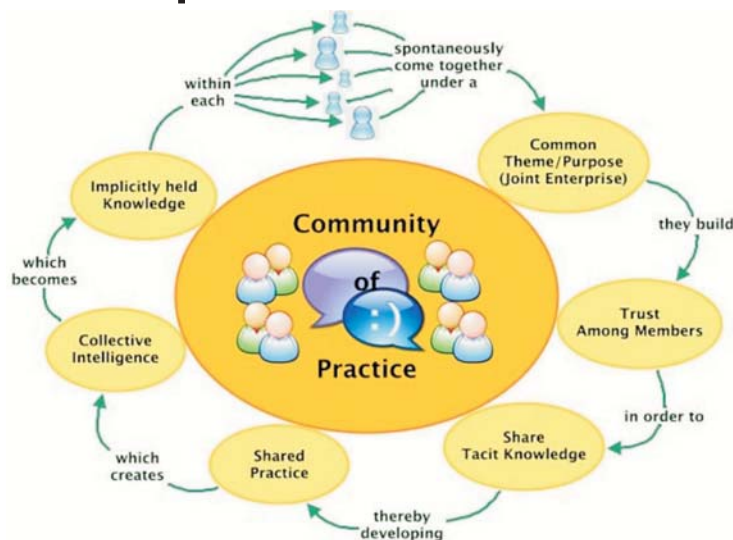 spontaneously
come together
under a
Common
Theme/Purpose
(Joint Enterprise)
they build
Trust
Among Members
in order to
Share
Tacit Knowledge
thereby
developing
Shared
Practice
which
creates
Collective
Intelligence
which
becomes
Implicitly held
Knowledge
within
each
Community
of
:)
Practice